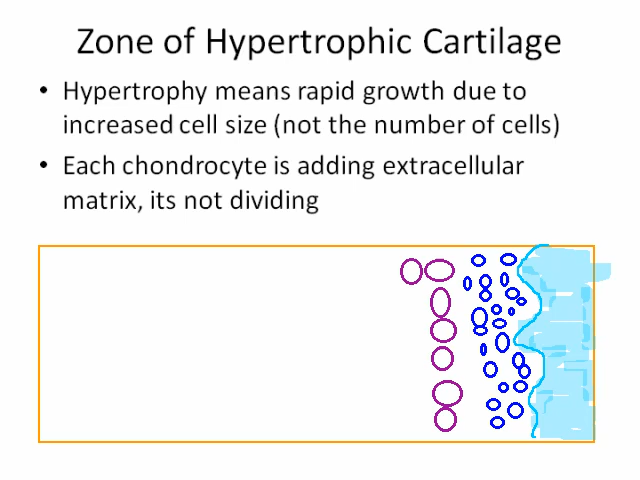 Zone of Hypertrophic Cartilage
• Hypertrophy means rapid growth due to
increased cell size (not the number of cells)
• Each chondrocyte is adding extracellular
matrix, its not dividing